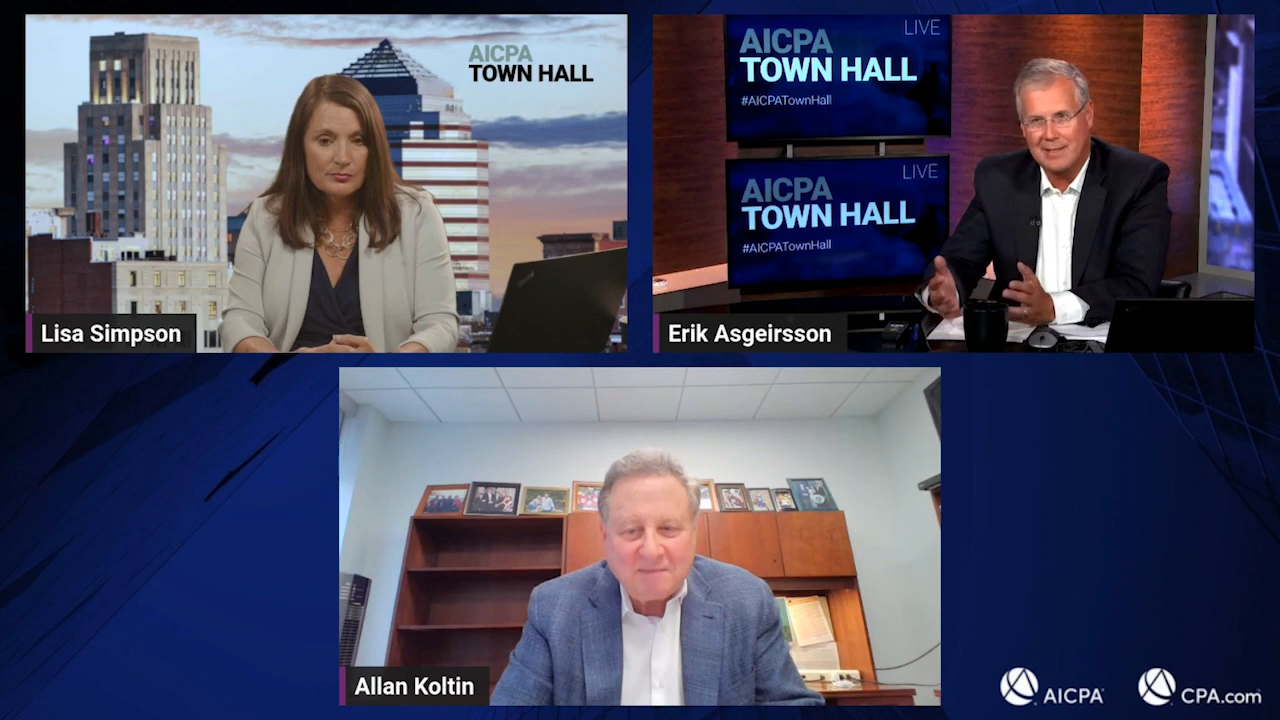 AICPA
TOWN HALL
Lisa Simpson
LIVE
AICPA
TOWN HALL
#AICPATownHall
LIVE
AICPA
TOWN HALL
#AICPATownHall
Erik Asgeirsson
Allan Koltin
AICPA
CPA.com